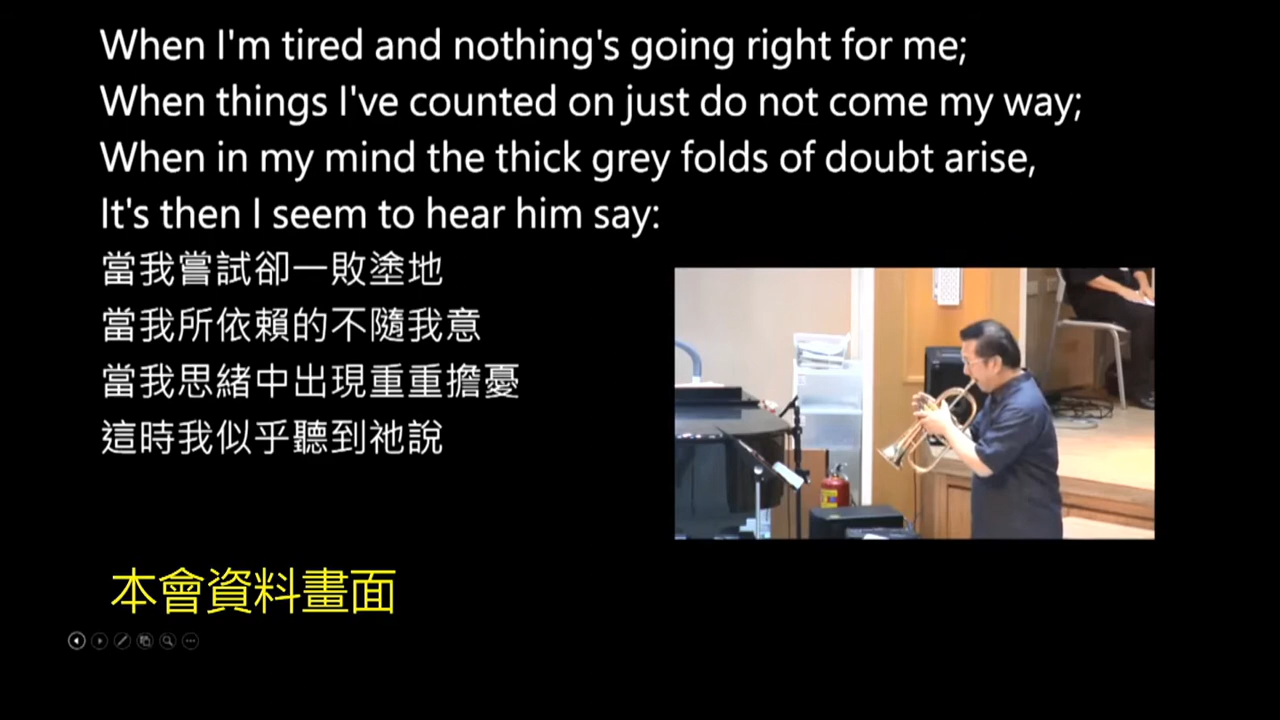 When I'm tired and nothing's going right for me;
When things I've counted on just do not come my way;
When in my mind the thick grey folds of doubt arise,
It's then I seem to hear him say:
當我嘗試卻一敗塗地
當我所依賴的不隨我意
當我思緒中出現重重擔憂
這時我似乎聽到祂說
本會資料畫面